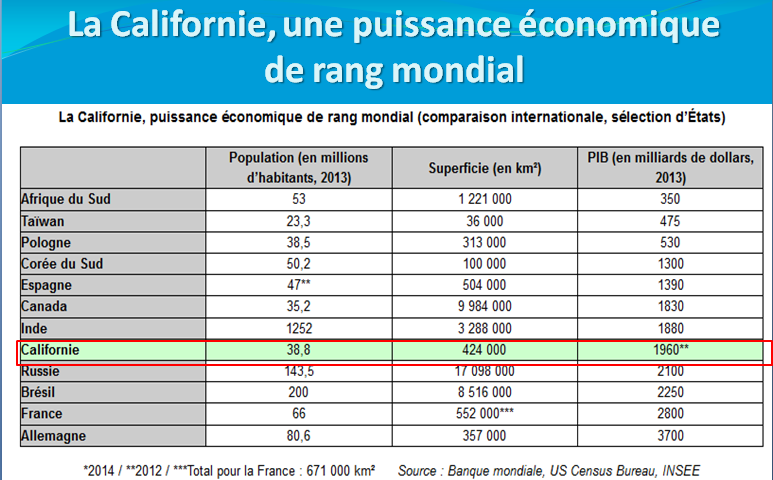 La Californie, une puissance économique
de rang mondial
La Californie, puissance économique de rang mondial (comparaison internationale, sélection d'États)
Population (en millions d'habitants, 2013) Superficie (en km²) PIB (en milliards de dollars, 2013)
Afrique du Sud 53 1 221 000 350
Taïwan 23,3 36 000 475
Pologne 38,5 313 000 530
Corée du Sud 50,2 100 000 1300
Espagne 47** 504 000 1390
Canada 35,2 9 984 000 1830
Inde 1252 3 288 000 1880
Californie 38,8 424 000 1960**
Russie 143,5 17 098 000 2100
Brésil 200 8 516 000 2250
France 66 552 000*** 2800
Allemagne 80,6 357 000 3700
*2014 / **2012 / ***Total pour la France : 671 000 km² Source : Banque mondiale, US Census Bureau, INSEE